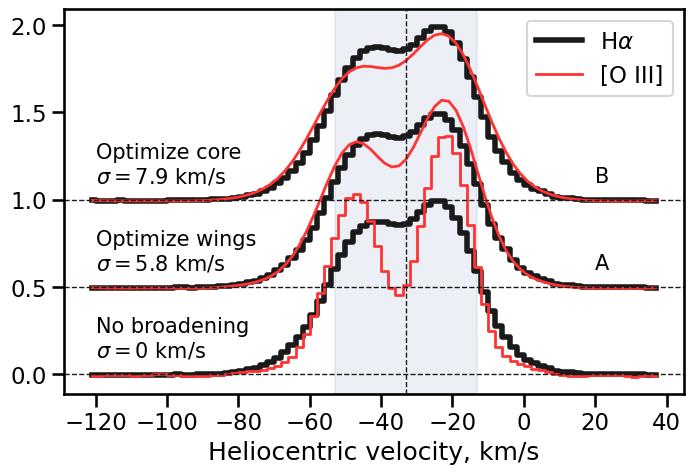 2.0
Hα
[O III]
1.5
Optimize core
σ = 7.9 km/s
B
1.0
Optimize wings
σ = 5.8 km/s
A
0.5
No broadening
σ = 0 km/s
0.0
−120 −100 −80 −60 −40 −20 0 20 40
Heliocentric velocity, km/s